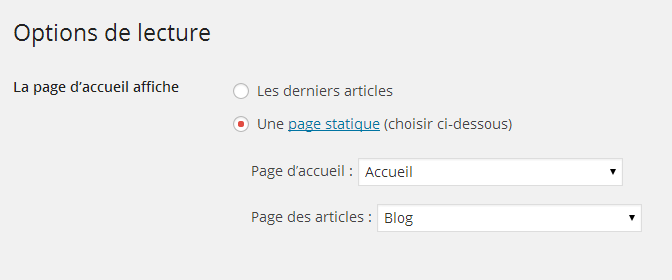 Options de lecture
La page d’accueil affiche
Les derniers articles
Une page statique (choisir ci-dessous)
Page d’accueil : Accueil
Page des articles : Blog